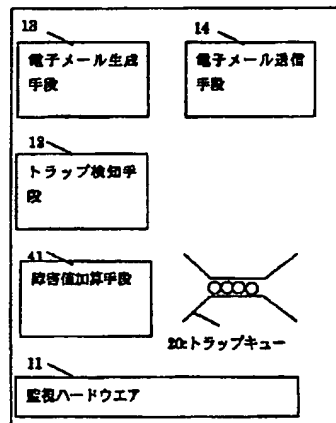 13
電子メール生成
手段
14
電子メール送信
手段
12
トラップ検知手
段
41
障害値加算手段
20:トラップキュー
11
監視ハードウエア